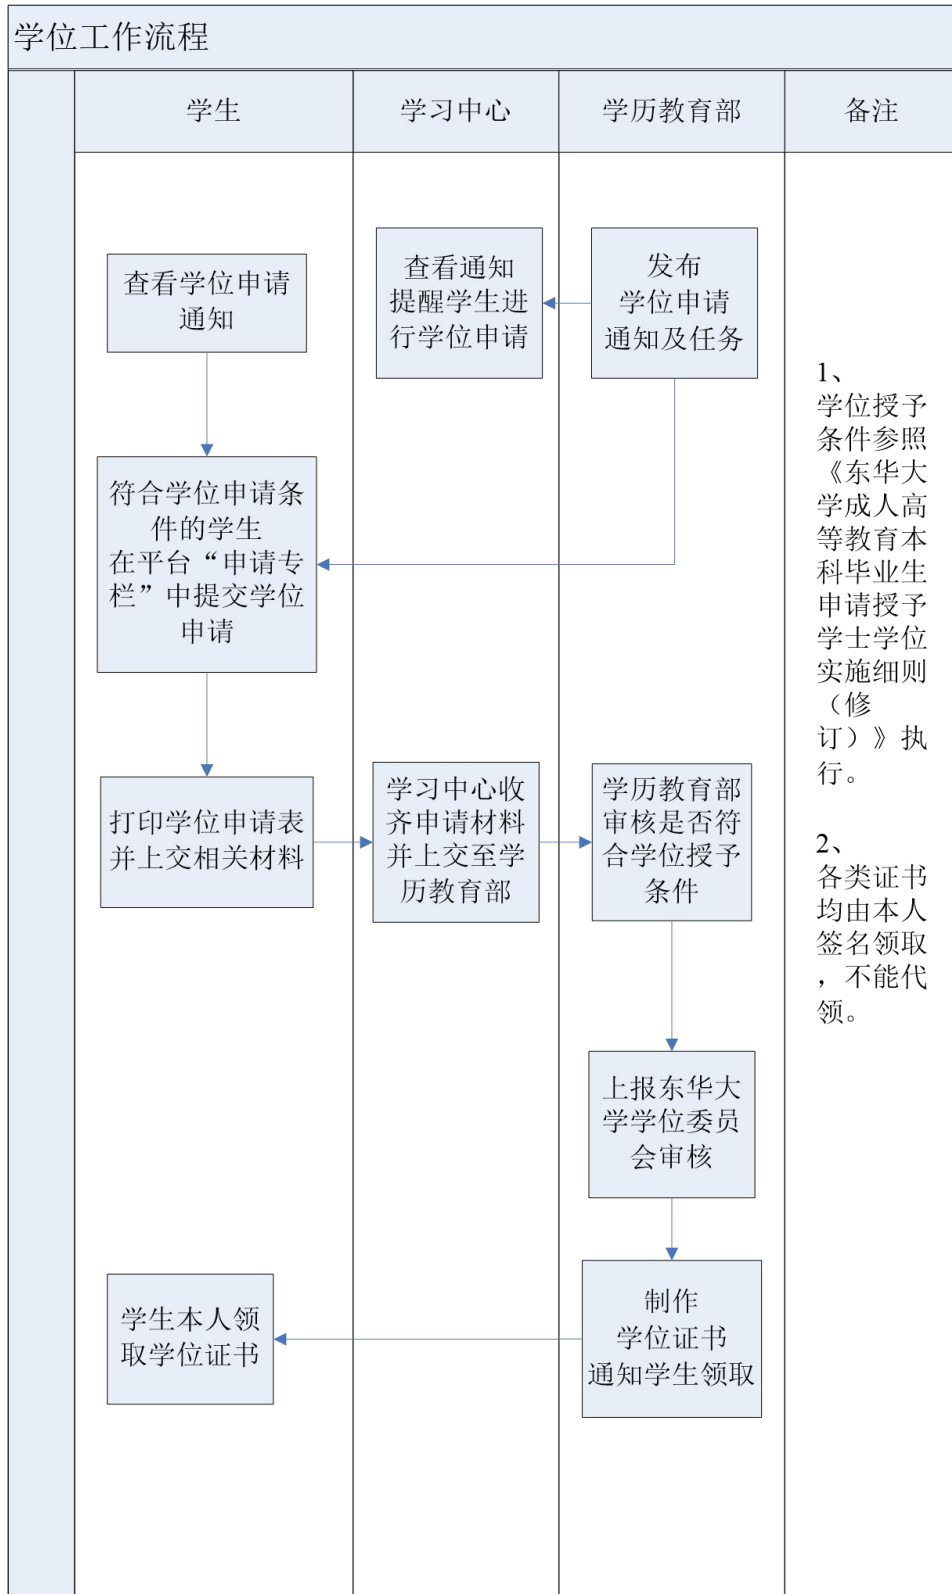 学位工作流程
学生
学习中心
学历教育部
备注
查看学位申请
通知
查看通知
提醒学生进
行学位申请
发布
学位申请
通知及任务
符合学位申请条
件的学生
在平台“申请专
栏”中提交学位
申请
打印学位申请表
并上交相关材料
学习中心收
齐申请材料
并上交至学
历教育部
学历教育部
审核是否符
合学位授予
条件
上报东华大
学学位委员
会审核
制作
学位证书
通知学生领取
学生本人领
取学位证书
1、
学位授予
条件参照
《东华大
学成人高
等教育本
科毕业生
申请授予
学士学位
实施细则
（修
订）》执
行。
2、
各类证书
均由本人
签名领取
，不能代
领。